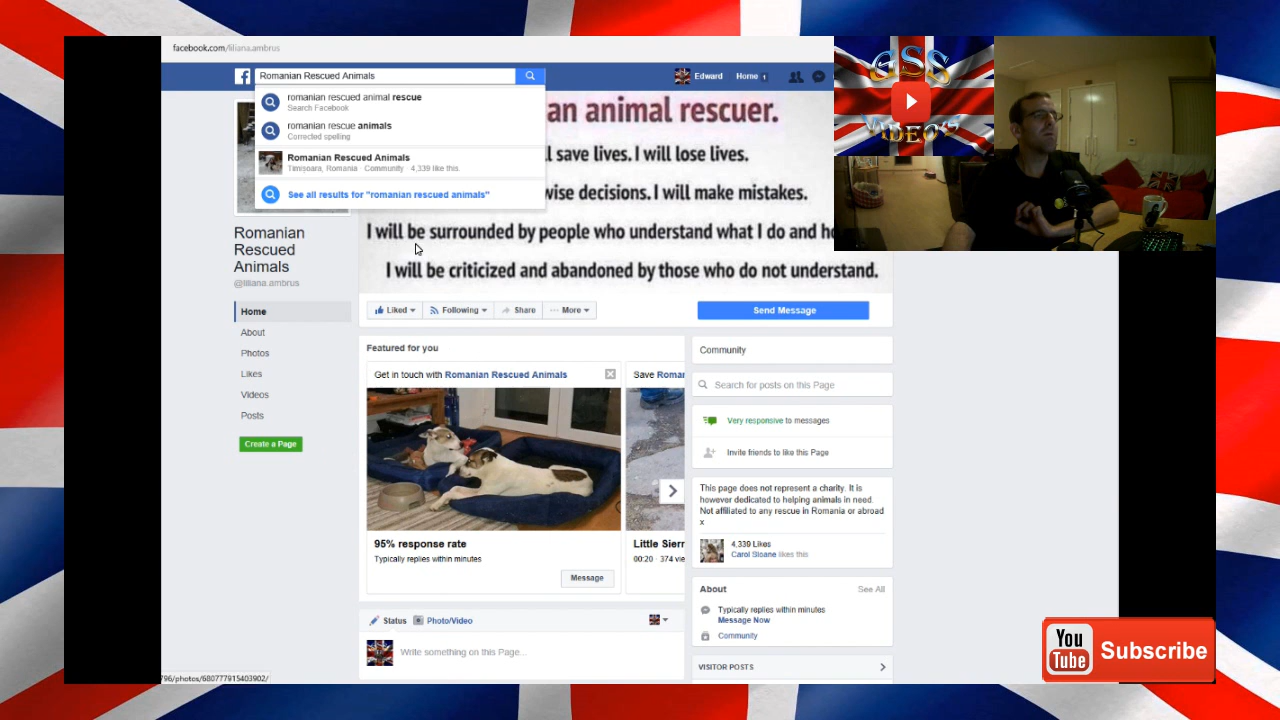 facebook.com/liliana.ambrus
Romanian Rescued Animals
Edward
Home 1
romanian rescued animal rescue
Search Facebook
romanian rescue animals
Corrected spelling
Romanian Rescued Animals
Timișoara, Romania · Community · 4,339 like this
See all results for "romanian rescued animals"
an animal rescuer.
I save lives. I will lose lives.
wise decisions. I will make mistakes.
I will be surrounded by people who understand what I do and
I will be criticized and abandoned by those who do not understand.
GSS
VIDEO'S
Romanian
Rescued
Animals
@liliana.ambrus
Home
About
Photos
Likes
Videos
Posts
Create a Page
Liked
Following
Share
More
Send Message
Featured for you
Get in touch with Romanian Rescued Animals
Save
95% response rate
Typically replies within minutes
Message
Little
00:20 · 374
Status
Photo/Video
Write something on this Page...
Community
Search for posts on this Page
Very responsive to messages
Invite friends to like this Page
This page does not represent a charity. It is
however dedicated to helping animals in need.
Not affiliated to any rescue in Romania or abroad
x
4,339 Likes
Carol Sloane likes this
About
See All
Typically replies within minutes
Message Now
Community
VISITOR POSTS
796/photos/680777915403902/
You
Tube
Subscribe